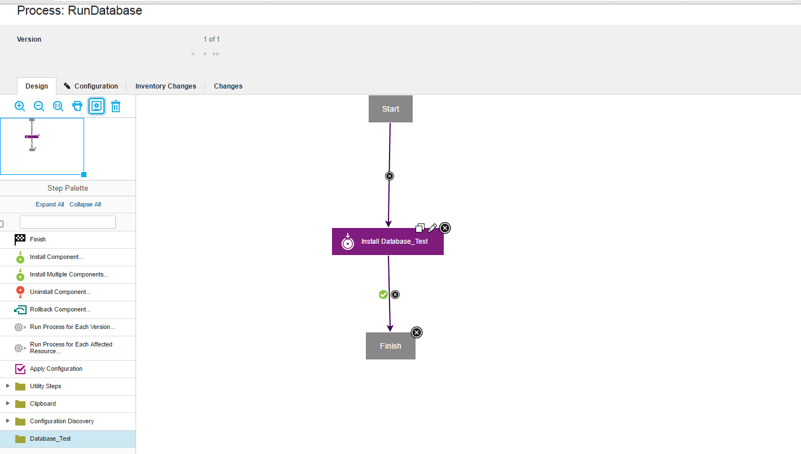 Process: RunDatabase
Version
1 of 1
Design
Configuration
Inventory Changes
Changes
Step Palette
Expand All Collapse All
Finish
Install Component...
Install Multiple Components...
Uninstall Component...
Rollback Component...
Run Process for Each Version...
Run Process for Each Affected
Resource...
Apply Configuration
Utility Steps
Clipboard
Configuration Discovery
Database_Test
Start
Install Database_Test
Finish